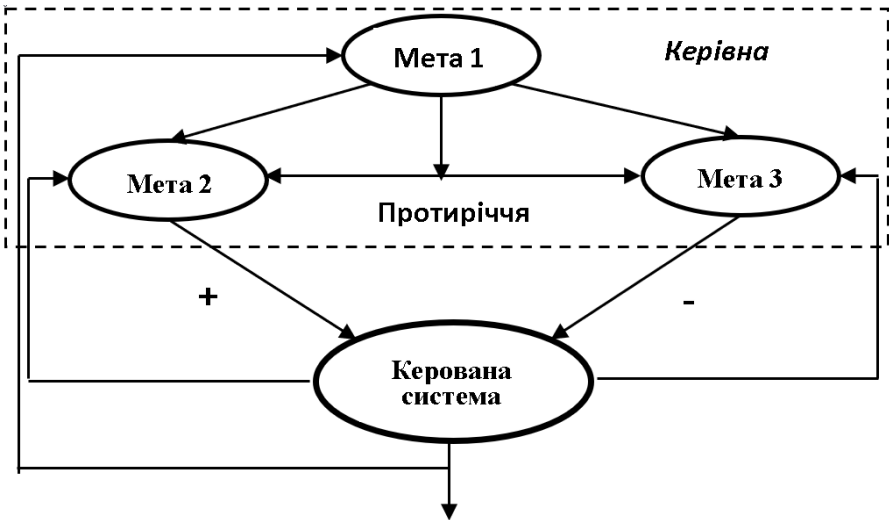 Мета 1
Керівна
Мета 2
Мета 3
Протиріччя
+
-
Керована
система